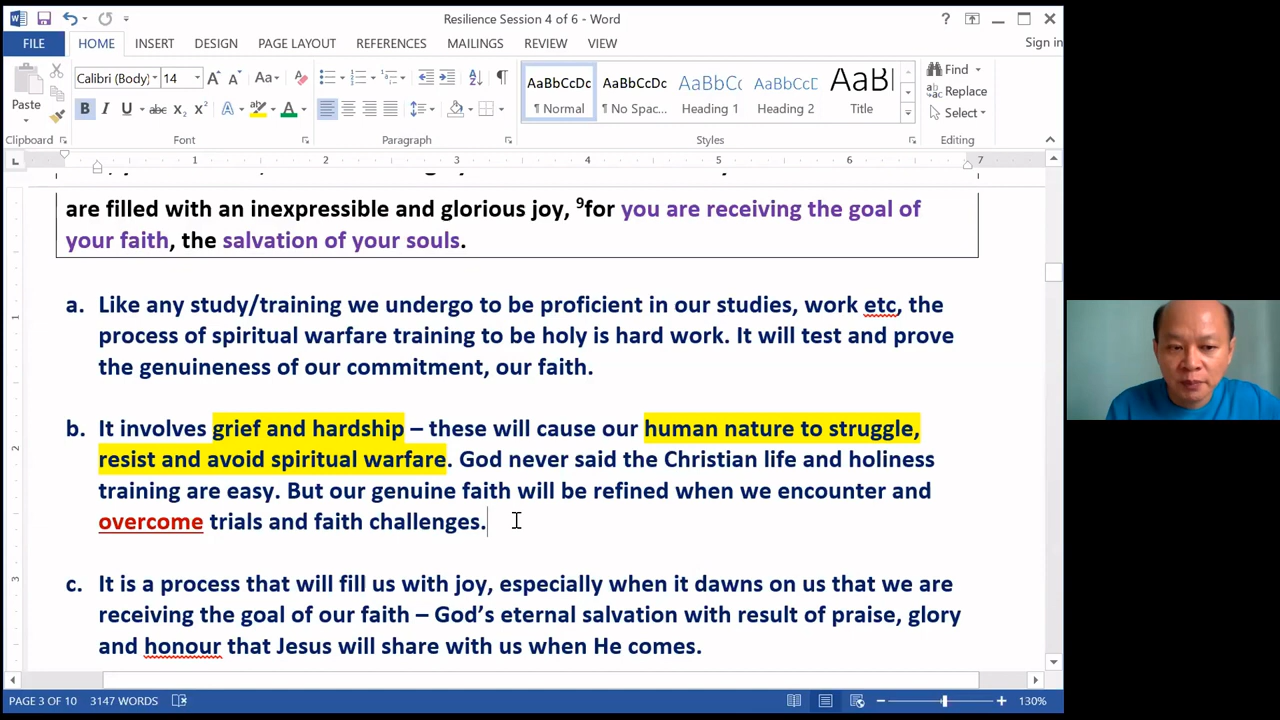 Resilience Session 4 of 6 - Word
FILE HOME INSERT DESIGN PAGE LAYOUT REFERENCES MAILINGS REVIEW VIEW Sign in
Calibri (Body) 14
Paste
Find
Replace
Select
AaBbCcDc AaBbCcDc AaBbCc AaBbCcD AaB
¶ Normal ¶ No Spac... Heading 1 Heading 2 Title
Clipboard Font Paragraph Styles Editing
1 2 3 4 5 6 7
are filled with an inexpressible and glorious joy, ⁹for you are receiving the goal of
your faith, the salvation of your souls.
a. Like any study/training we undergo to be proficient in our studies, work etc, the
process of spiritual warfare training to be holy is hard work. It will test and prove
the genuineness of our commitment, our faith.
b. It involves grief and hardship – these will cause our human nature to struggle,
resist and avoid spiritual warfare. God never said the Christian life and holiness
training are easy. But our genuine faith will be refined when we encounter and
overcome trials and faith challenges.
c. It is a process that will fill us with joy, especially when it dawns on us that we are
receiving the goal of our faith – God’s eternal salvation with result of praise, glory
and honour that Jesus will share with us when He comes.
PAGE 3 OF 10 3147 WORDS 130%